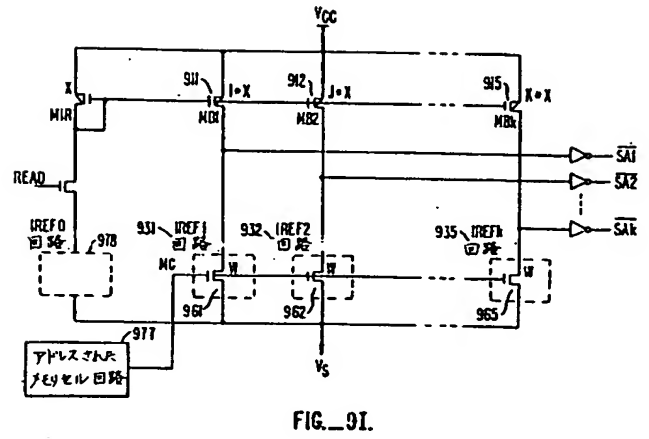 VCC
X
M1R
911
I*X
MB1
912
J*X
MB2
915
K*X
MBk
SA1
SA2
SAk
READ
IREF0
回路
978
931
IREF1
回路
932
IREF2
回路
935
IREFk
回路
MC
W
W
W
961
962
965
977
アドレスされた
メモリセル回路
VS
FIG._9I.